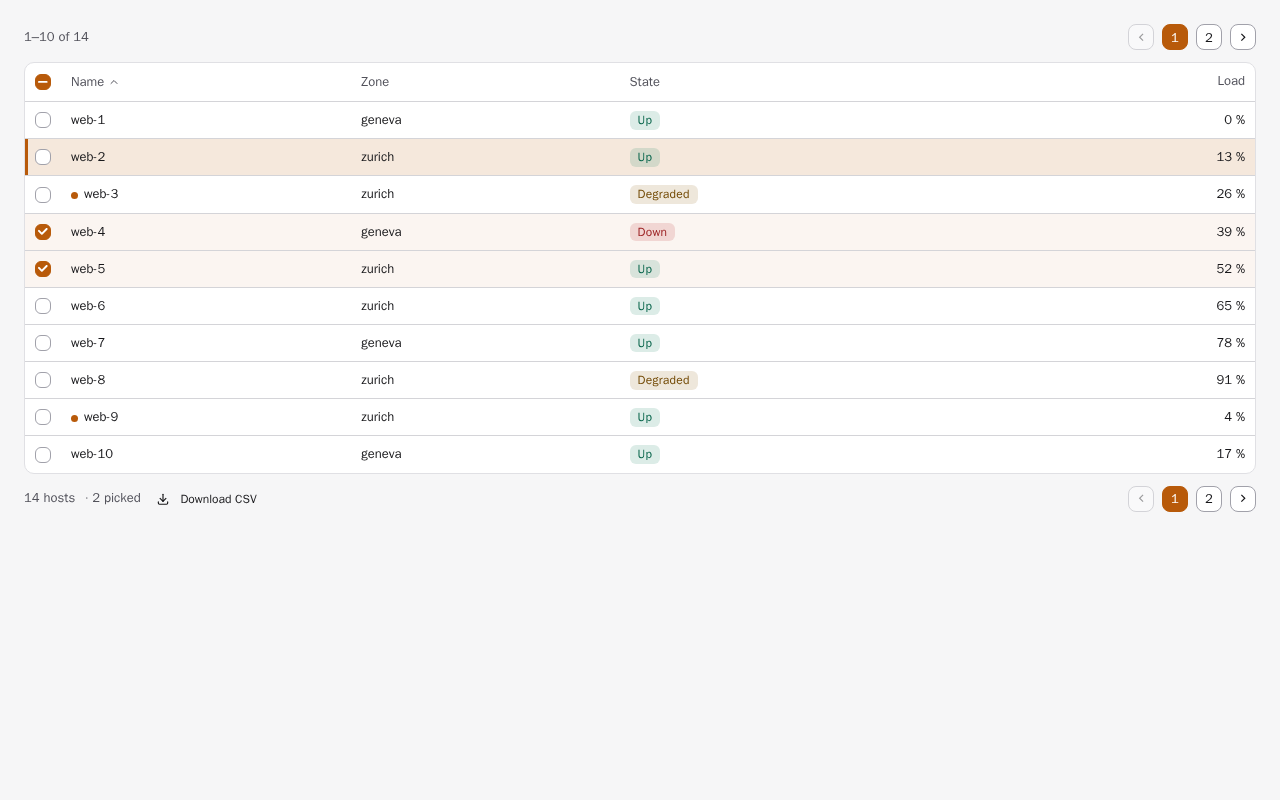 1–10 of 14 1 2
Name Zone State Load
web-1 geneva Up 0 %
web-2 zurich Up 13 %
web-3 zurich Degraded 26 %
web-4 geneva Down 39 %
web-5 zurich Up 52 %
web-6 zurich Up 65 %
web-7 geneva Up 78 %
web-8 zurich Degraded 91 %
web-9 zurich Up 4 %
web-10 geneva Up 17 %
14 hosts · 2 picked Download CSV 1 2